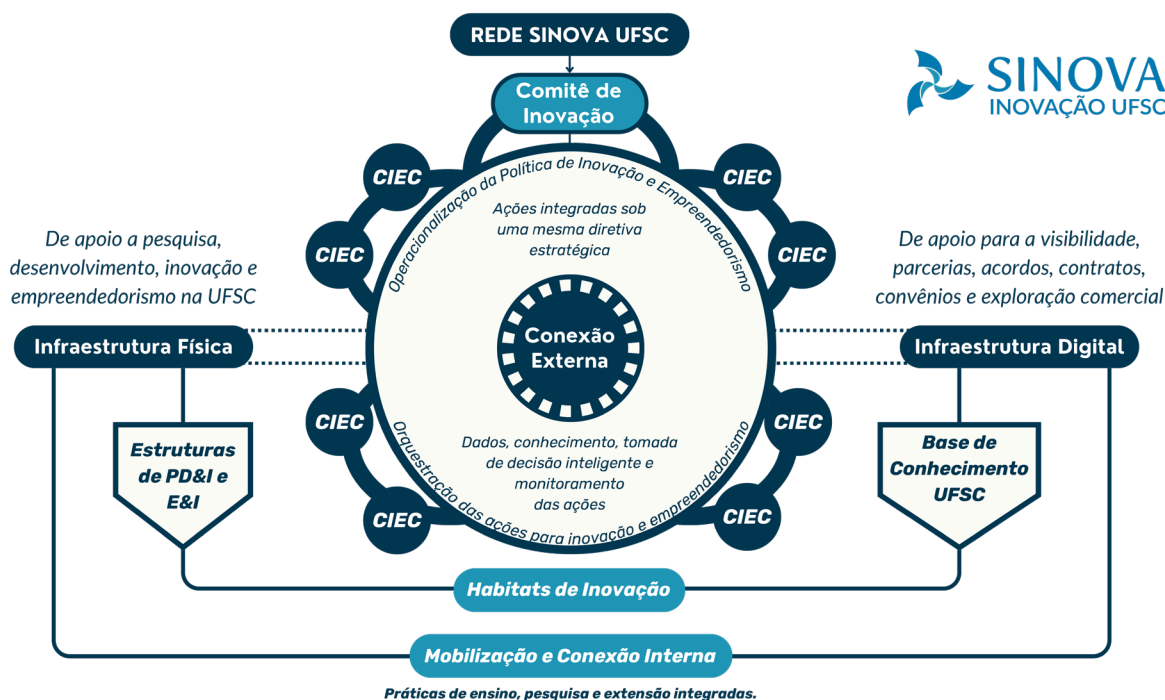 REDE SINOVA UFSC
Comitê de
Inovação
SINOVA
INOVAÇÃO UFSC
CIEC
CIEC
CIEC
CIEC
Operacionalização da Política de Inovação e Empreendedorismo
Ações integradas sob
uma mesma diretiva
estratégica
De apoio a pesquisa,
desenvolvimento, inovação e
empreendedorismo na UFSC
Infraestrutura Física
Conexão
Externa
De apoio para a visibilidade,
parcerias, acordos, contratos,
convênios e exploração comercial
Infraestrutura Digital
CIEC
CIEC
CIEC
CIEC
Dados, conhecimento, tomada
de decisão inteligente e
monitoramento
das ações
Orquestração das ações para inovação e empreendedorismo
Estruturas
de PD&I e
E&I
Base de
Conhecimento
UFSC
Habitats de Inovação
Mobilização e Conexão Interna
Práticas de ensino, pesquisa e extensão integradas.